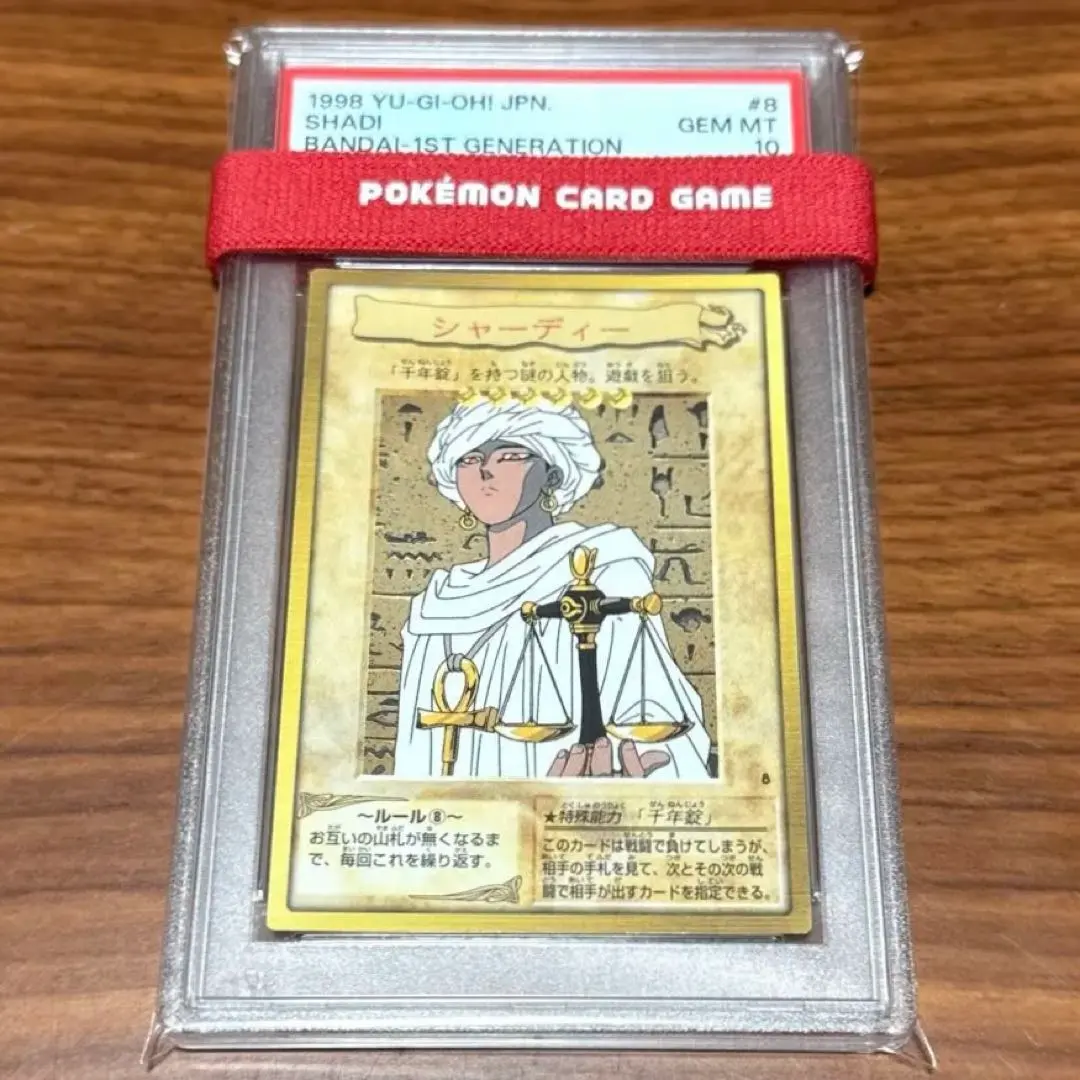 1998 YU-GI-OH! JPN. #8
SHADI GEM MT
BANDAI-1ST GENERATION 10
POKÉMON CARD GAME
シャーディー
「千年錠」を持つ謎の人物。遊戯を狙う。
8
～ルール⑧～
お互いの山札が無くなるま
で、毎回これを繰り返す。
★特殊能力 「千年錠」
このカードは戦闘で負けてしまうが、
相手の手札を見て、次とその次の戦
闘で相手が出すカードを指定できる。